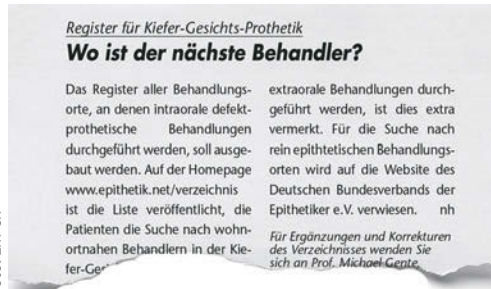 Register für Kiefer-Gesichts-Prothetik
Wo ist der nächste Behandler?
Das Register aller Behandlungs-
orte, an denen intraorale defekt-
prothetische Behandlungen
durchgeführt werden, soll ausge-
baut werden. Auf der Homepage
www.epithetik.net/verzeichnis
ist die Liste veröffentlicht, die
Patienten die Suche nach wohn-
ortnahen Behandlern in der Kie-
extraorale Behandlungen durch-
geführt werden, ist dies extra
vermerkt. Für die Suche nach
rein epithtetischen Behandlungs-
orten wird auf die Website des
Deutschen Bundesverbands der
Epithetiker e.V. verwiesen. nh
Für Ergänzungen und Korrekturen
des Verzeichnisses wenden Sie
sich an Prof. Michael Gente,